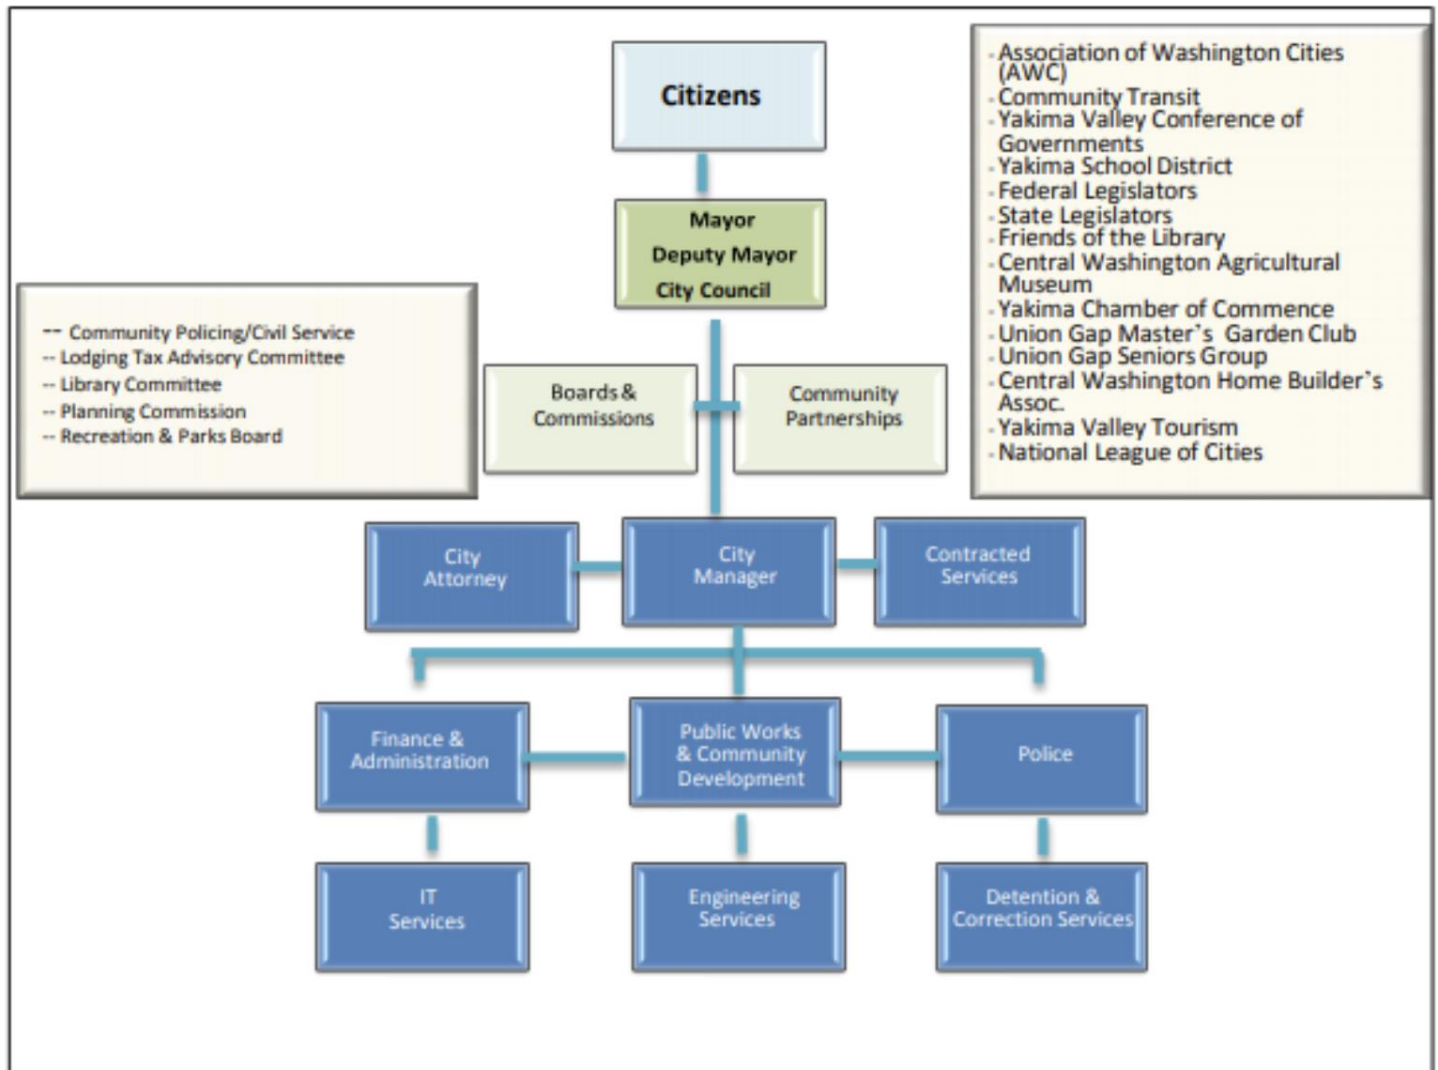 Citizens
Mayor
Deputy Mayor
City Council
-- Community Policing/Civil Service
-- Lodging Tax Advisory Committee
-- Library Committee
-- Planning Commission
-- Recreation & Parks Board
Boards &
Commissions
Community
Partnerships
- Association of Washington Cities
(AWC)
- Community Transit
- Yakima Valley Conference of
Governments
- Yakima School District
- Federal Legislators
- State Legislators
- Friends of the Library
- Central Washington Agricultural
Museum
- Yakima Chamber of Commence
- Union Gap Master's Garden Club
- Union Gap Seniors Group
- Central Washington Home Builder's
Assoc.
- Yakima Valley Tourism
- National League of Cities
City
Attorney
City
Manager
Contracted
Services
Finance &
Administration
Public Works
& Community
Development
Police
IT
Services
Engineering
Services
Detention &
Correction Services